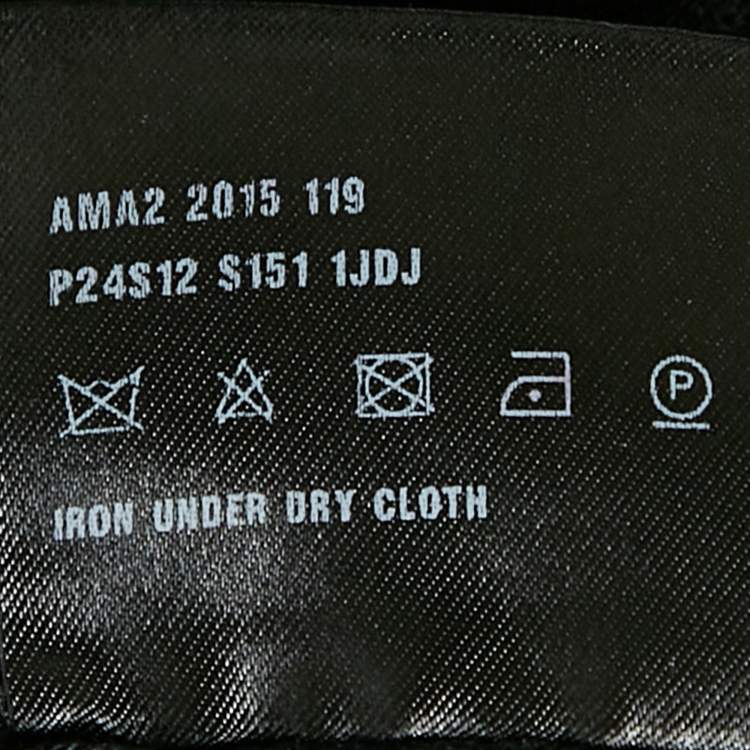 AMA2 2015 119
P24S12 S151 1JDJ
P
IRON UNDER DRY CLOTH